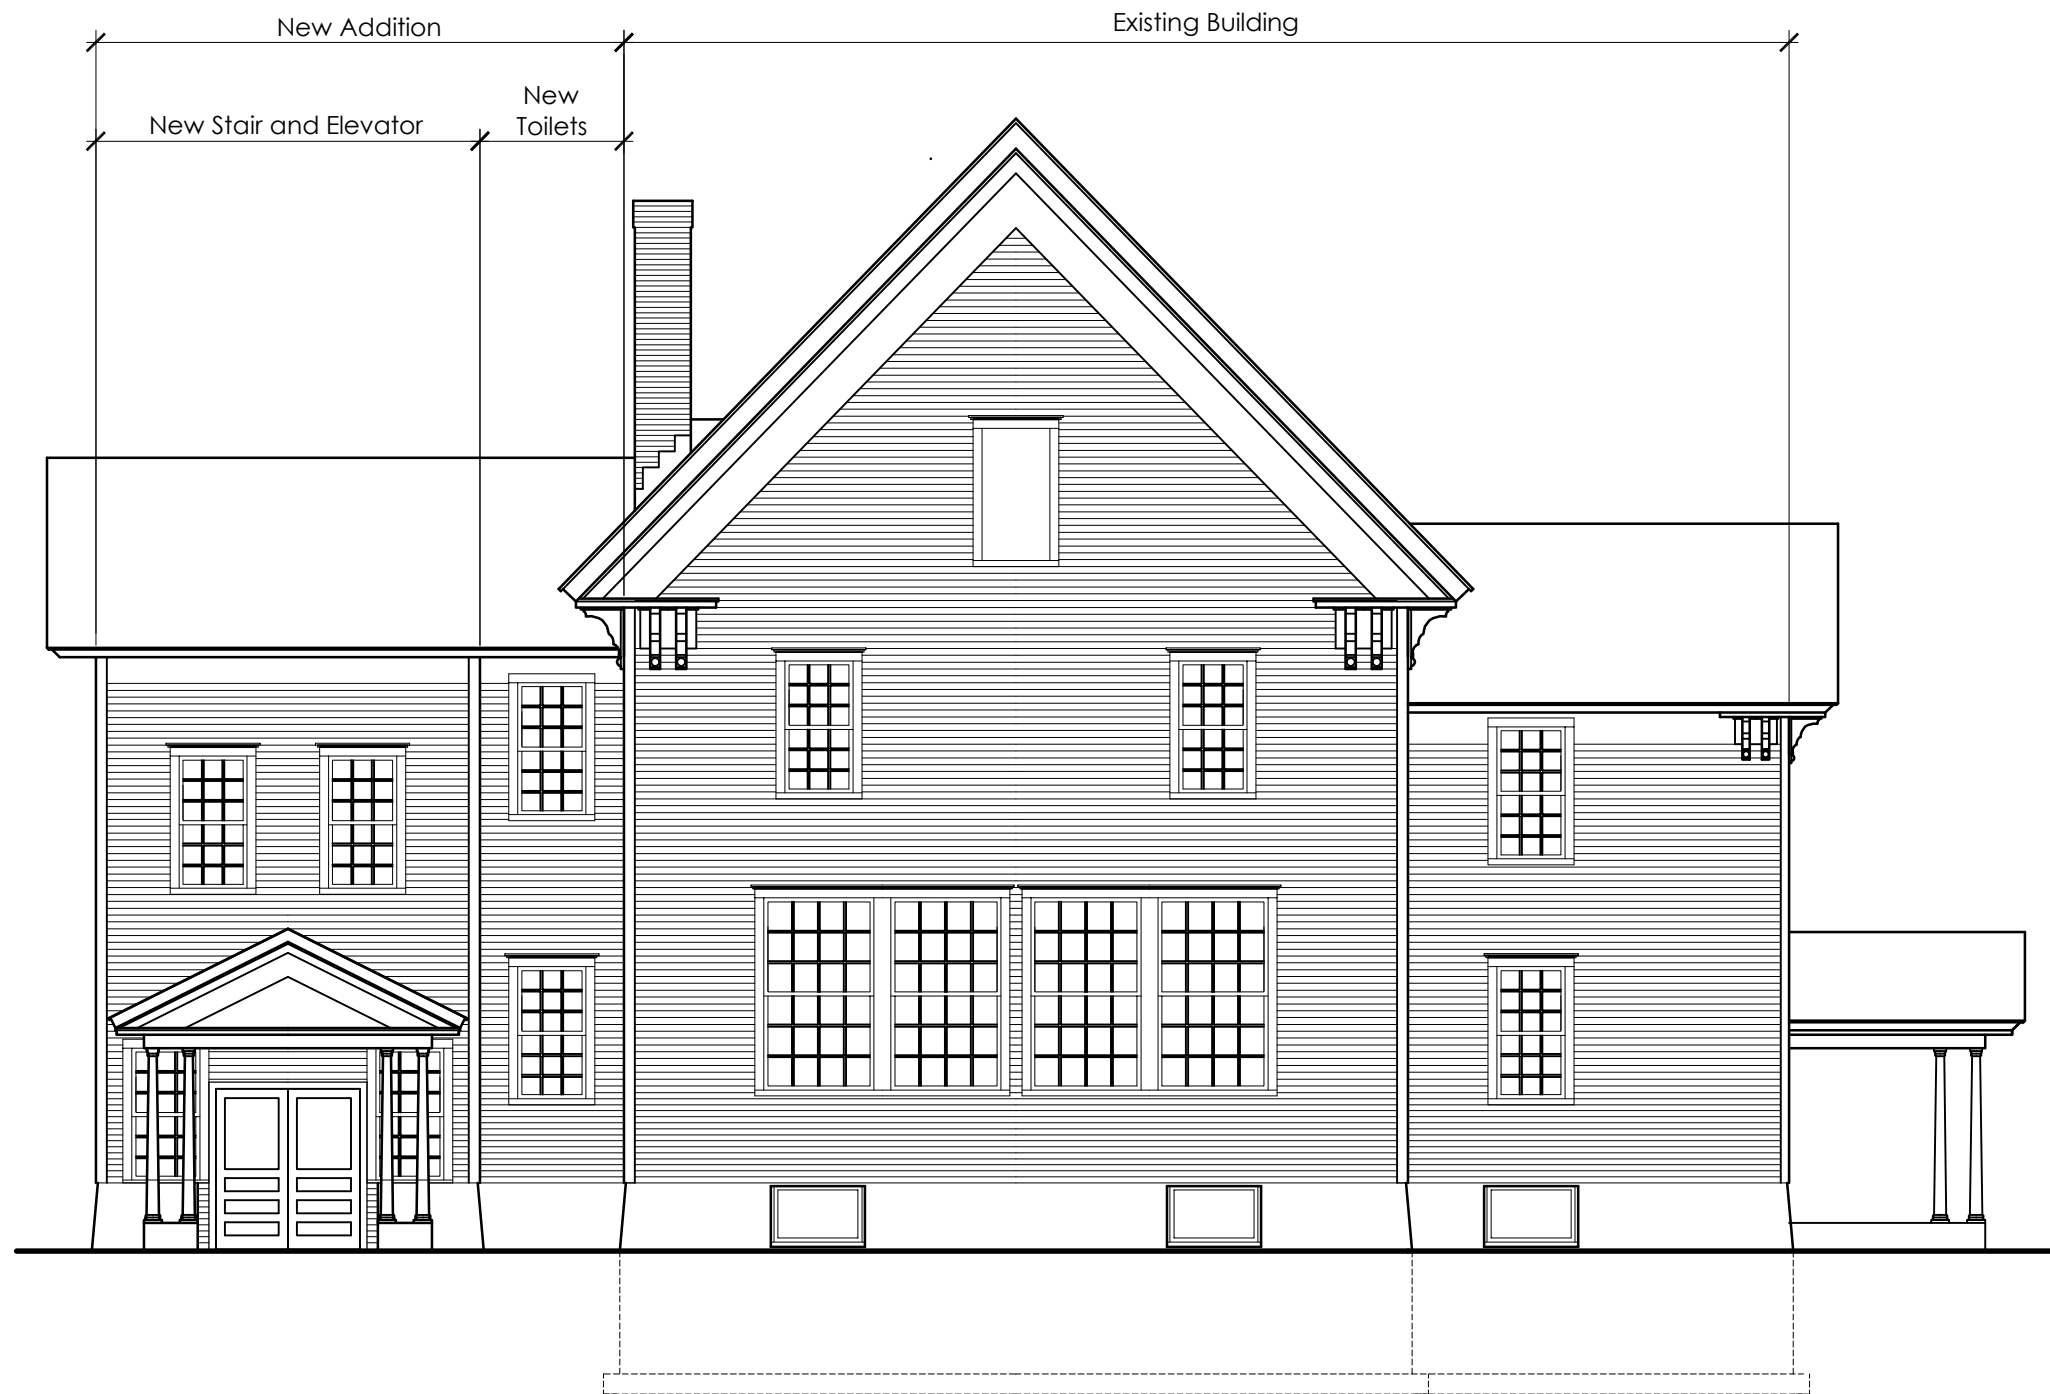 New Addition
Existing Building
New Stair and Elevator
New
Toilets